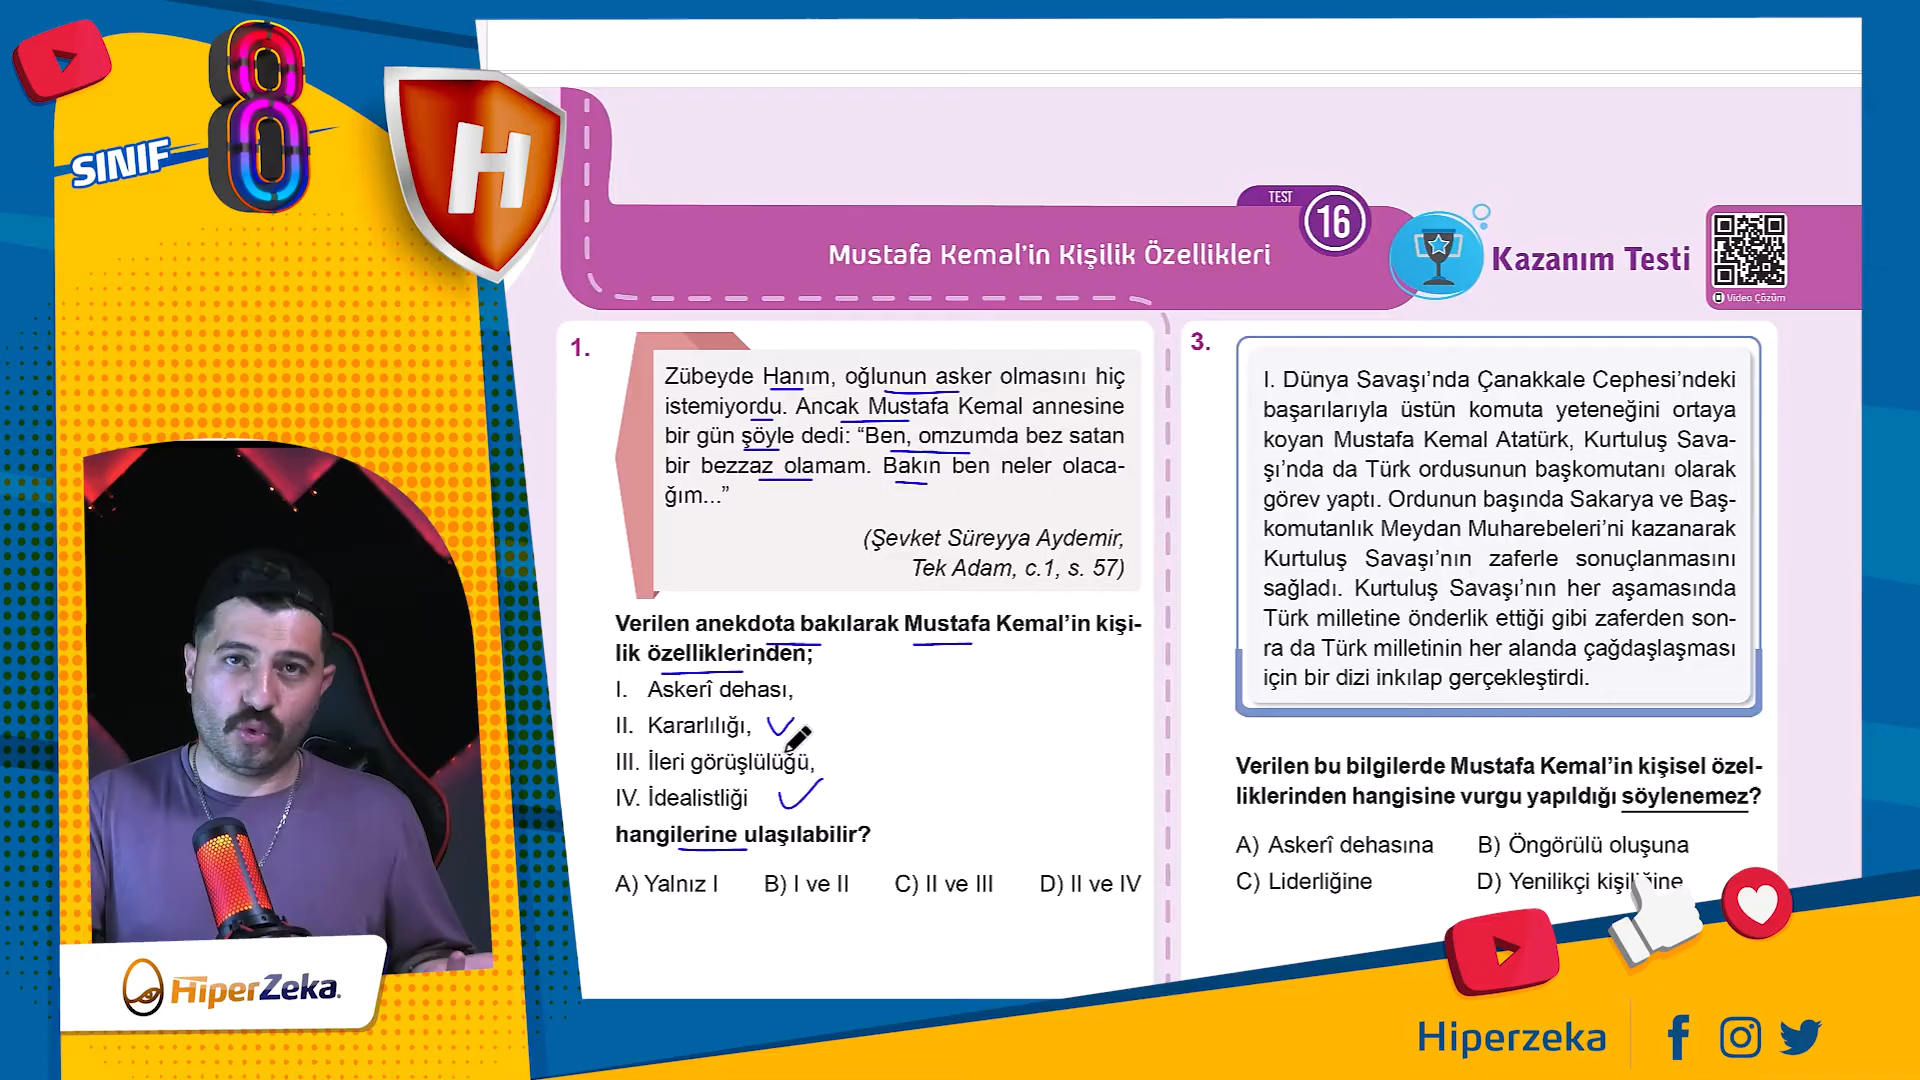 SINIF
8
H
TEST
16
Mustafa Kemal'in Kişilik Özellikleri
Kazanım Testi
Video Çözüm
1.
Zübeyde Hanım, oğlunun asker olmasını hiç
istemiyordu. Ancak Mustafa Kemal annesine
bir gün şöyle dedi: “Ben, omzumda bez satan
bir bezzaz olamam. Bakın ben neler olaca-
ğım...”
(Şevket Süreyya Aydemir,
Tek Adam, c.1, s. 57)
Verilen anekdota bakılarak Mustafa Kemal'in kişi-
lik özelliklerinden;
I. Askerî dehası,
II. Kararlılığı,
III. İleri görüşlülüğü,
IV. İdealistliği
hangilerine ulaşılabilir?
A) Yalnız I B) I ve II C) II ve III D) II ve IV
3.
I. Dünya Savaşı'nda Çanakkale Cephesi'ndeki
başarılarıyla üstün komuta yeteneğini ortaya
koyan Mustafa Kemal Atatürk, Kurtuluş Sava-
şı'nda da Türk ordusunun başkomutanı olarak
görev yaptı. Ordunun başında Sakarya ve Baş-
komutanlık Meydan Muharebeleri'ni kazanarak
Kurtuluş Savaşı'nın zaferle sonuçlanmasını
sağladı. Kurtuluş Savaşı'nın her aşamasında
Türk milletine önderlik ettiği gibi zaferden son-
ra da Türk milletinin her alanda çağdaşlaşması
için bir dizi inkılap gerçekleştirdi.
Verilen bu bilgilerde Mustafa Kemal'in kişisel özel-
liklerinden hangisine vurgu yapıldığı söylenemez?
A) Askerî dehasına B) Öngörülü oluşuna
C) Liderliğine D) Yenilikçi kişiliğine
HiperZeka.
Hiperzeka